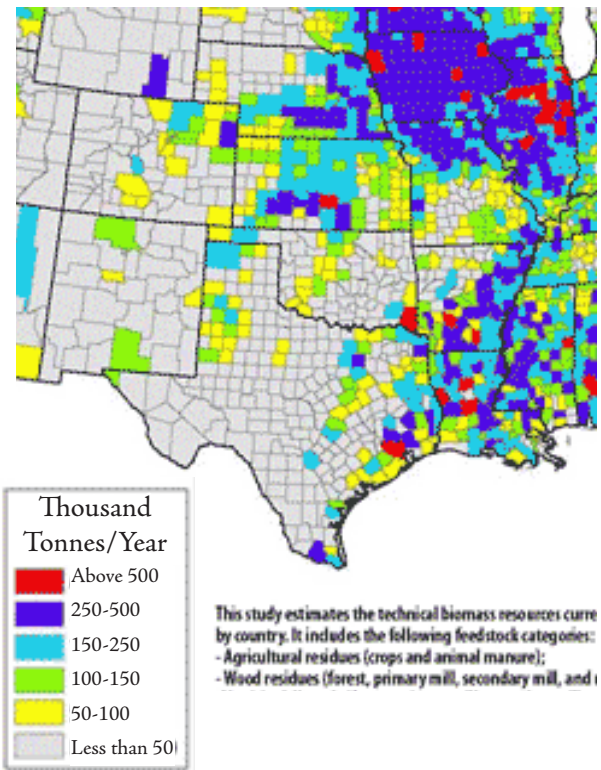 Thousand
Tonnes/Year
Above 500
250-500
150-250
100-150
50-100
Less than 50
This study estimates the technical biomass resources curre
by country. It includes the following feedstock categories:
- Agricultural residues (crops and animal manure);
- Wood residues (forest, primary mill, secondary mill, and